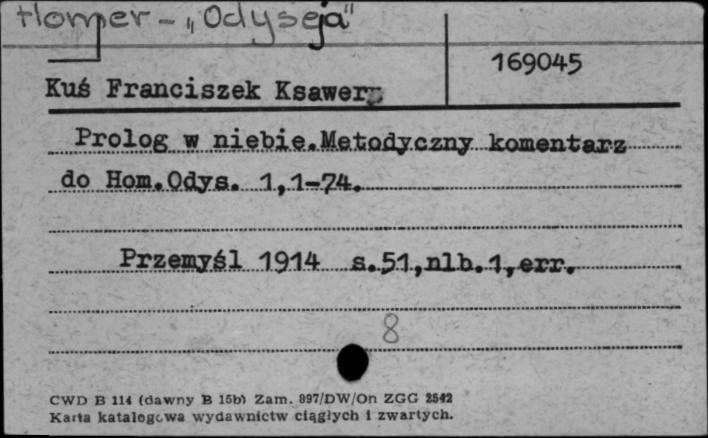 Homer - „Odyseja"
169045
Kuś Franciszek Ksawery
Prolog w niebie.Metodyczny komentarz
do Hom.Odys. 1,1-74.
Przemyśl 1914 s.51,nlb.1,err.
8
CWD B 114 (dawny B 15b) Zam. 897/DW/On ZGG 2542
Karta katalogowa wydawnictw ciągłych i zwartych.